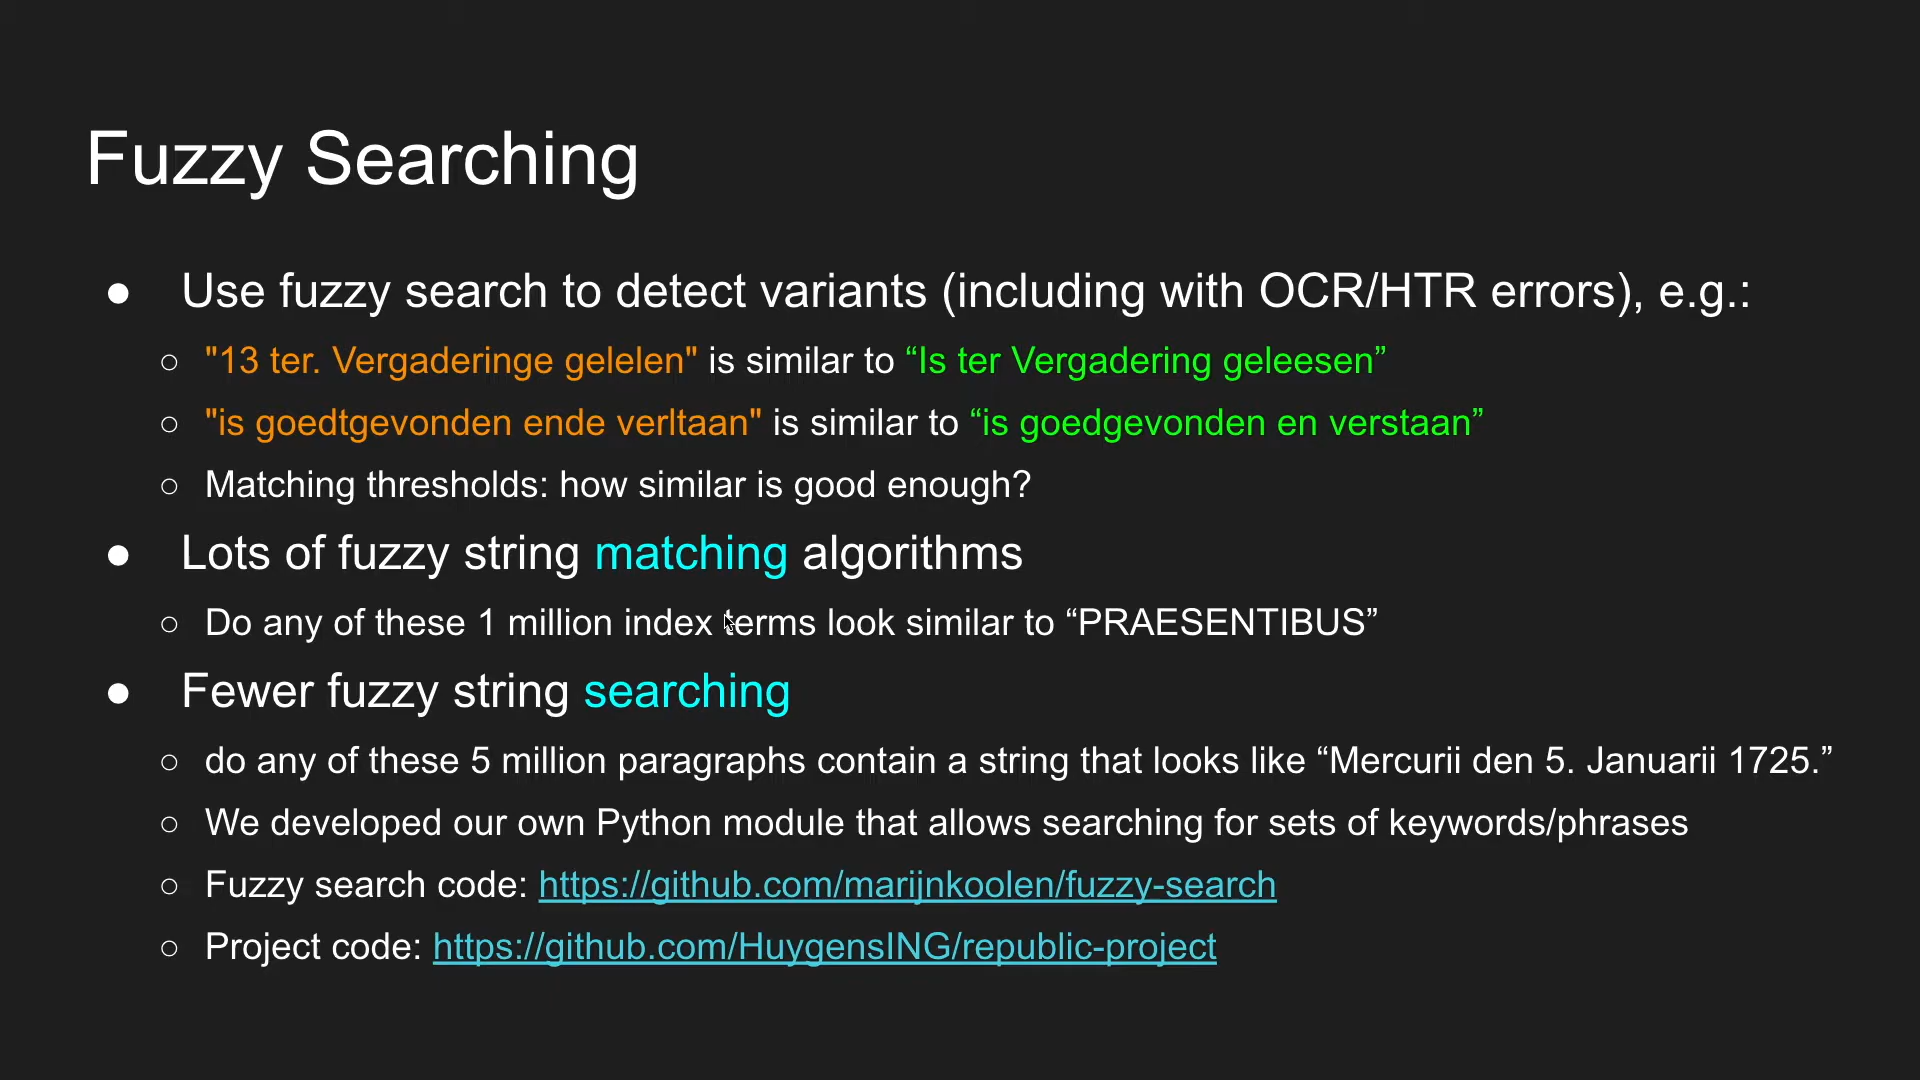 Fuzzy Searching
● Use fuzzy search to detect variants (including with OCR/HTR errors), e.g.:
○ "13 ter. Vergaderinge gelelen" is similar to “Is ter Vergadering geleesen”
○ "is goedtgevonden ende verltaan" is similar to “is goedgevonden en verstaan”
○ Matching thresholds: how similar is good enough?
● Lots of fuzzy string matching algorithms
○ Do any of these 1 million index terms look similar to “PRAESENTIBUS”
● Fewer fuzzy string searching
○ do any of these 5 million paragraphs contain a string that looks like “Mercurii den 5. Januarii 1725.”
○ We developed our own Python module that allows searching for sets of keywords/phrases
○ Fuzzy search code: https://github.com/marijnkoolen/fuzzy-search
○ Project code: https://github.com/HuygensING/republic-project